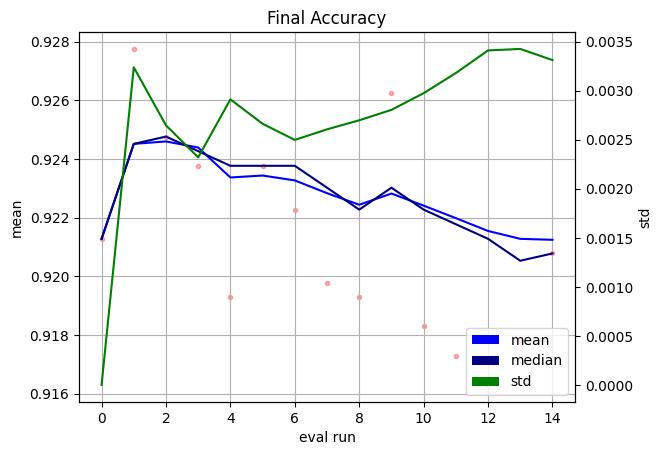 Final Accuracy
0.928
0.926
0.924
0.922
0.920
0.918
0.916
mean
0.0035
0.0030
0.0025
0.0020
0.0015
0.0010
0.0005
0.0000
std
mean
median
std
0 2 4 6 8 10 12 14
eval run